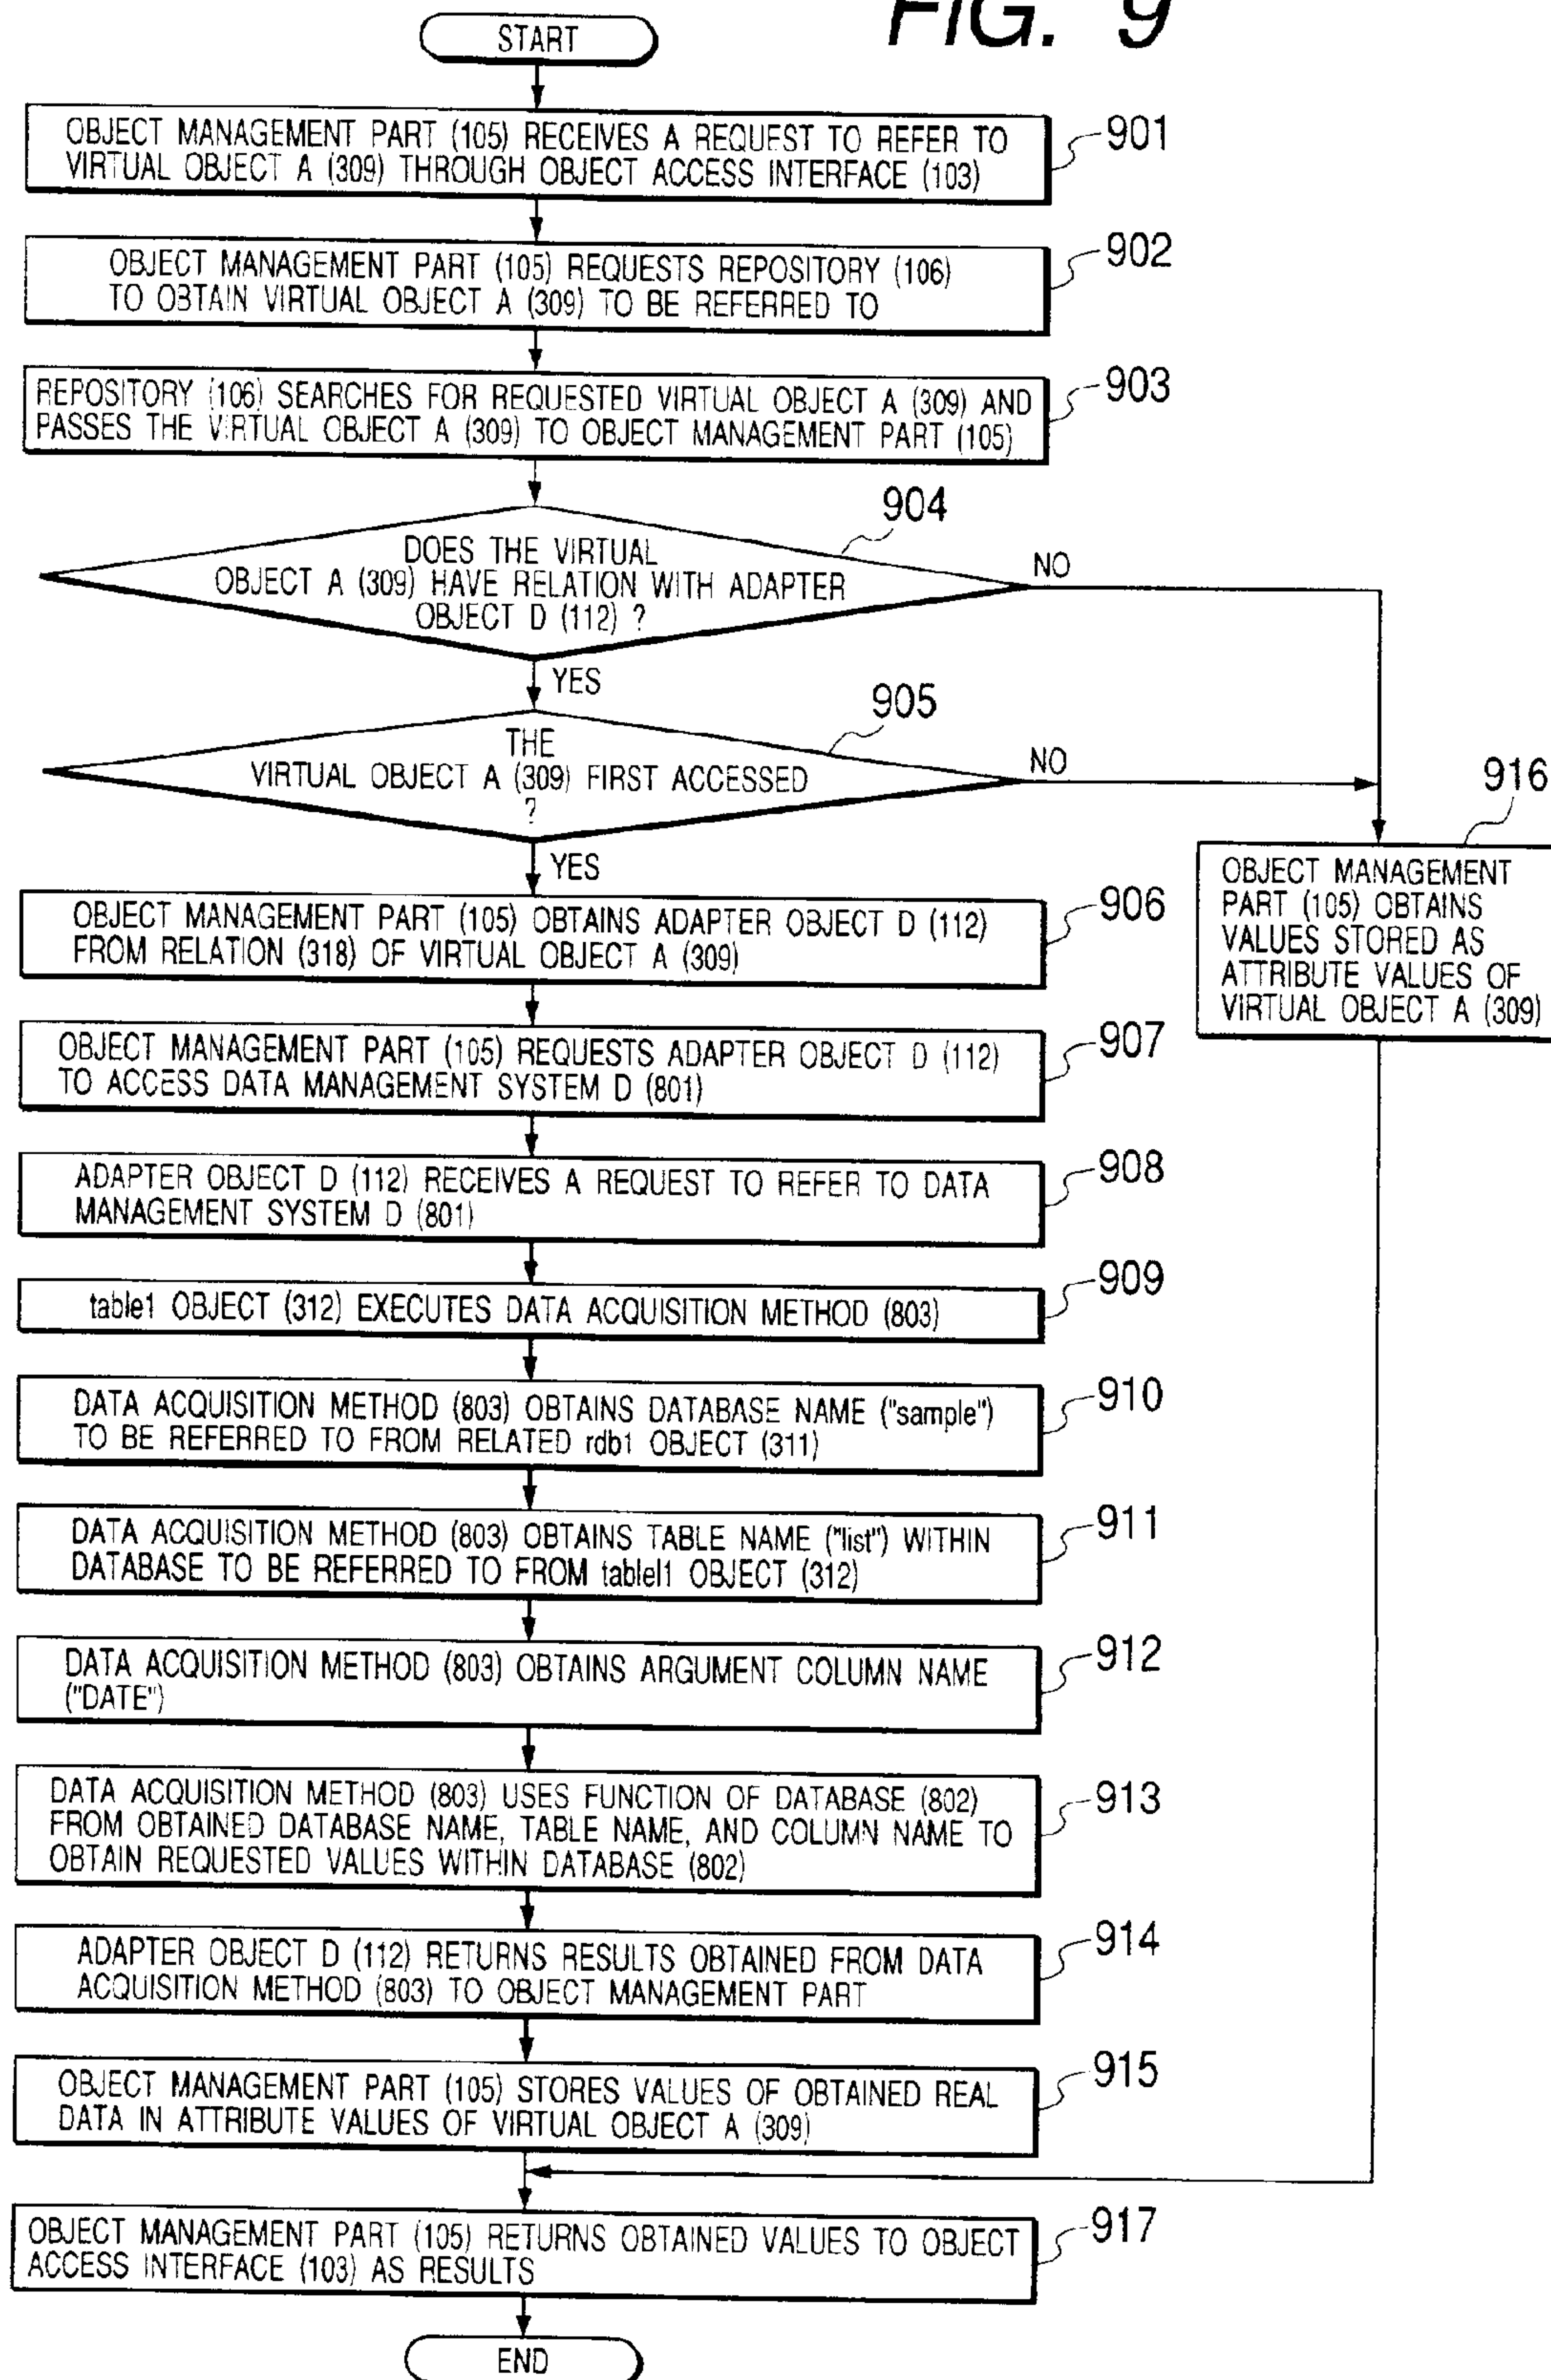 FIG. 9
START
OBJECT MANAGEMENT PART (105) RECEIVES A REQUEST TO REFER TO
VIRTUAL OBJECT A (309) THROUGH OBJECT ACCESS INTERFACE (103)
901
OBJECT MANAGEMENT PART (105) REQUESTS REPOSITORY (106)
TO OBTAIN VIRTUAL OBJECT A (309) TO BE REFERRED TO
902
REPOSITORY (106) SEARCHES FOR REQUESTED VIRTUAL OBJECT A (309) AND
PASSES THE VIRTUAL OBJECT A (309) TO OBJECT MANAGEMENT PART (105)
903
904
DOES THE VIRTUAL
OBJECT A (309) HAVE RELATION WITH ADAPTER
OBJECT D (112) ?
NO
YES
905
THE
VIRTUAL OBJECT A (309) FIRST ACCESSED
?
NO
YES
916
OBJECT MANAGEMENT
PART (105) OBTAINS
VALUES STORED AS
ATTRIBUTE VALUES OF
VIRTUAL OBJECT A (309)
OBJECT MANAGEMENT PART (105) OBTAINS ADAPTER OBJECT D (112)
FROM RELATION (318) OF VIRTUAL OBJECT A (309)
906
OBJECT MANAGEMENT PART (105) REQUESTS ADAPTER OBJECT D (112)
TO ACCESS DATA MANAGEMENT SYSTEM D (801)
907
ADAPTER OBJECT D (112) RECEIVES A REQUEST TO REFER TO DATA
MANAGEMENT SYSTEM D (801)
908
table1 OBJECT (312) EXECUTES DATA ACQUISITION METHOD (803)
909
DATA ACQUISITION METHOD (803) OBTAINS DATABASE NAME ("sample")
TO BE REFERRED TO FROM RELATED rdb1 OBJECT (311)
910
DATA ACQUISITION METHOD (803) OBTAINS TABLE NAME ("list") WITHIN
DATABASE TO BE REFERRED TO FROM tablel1 OBJECT (312)
911
DATA ACQUISITION METHOD (803) OBTAINS ARGUMENT COLUMN NAME
("DATE")
912
DATA ACQUISITION METHOD (803) USES FUNCTION OF DATABASE (802)
FROM OBTAINED DATABASE NAME, TABLE NAME, AND COLUMN NAME TO
OBTAIN REQUESTED VALUES WITHIN DATABASE (802)
913
ADAPTER OBJECT D (112) RETURNS RESULTS OBTAINED FROM DATA
ACQUISITION METHOD (803) TO OBJECT MANAGEMENT PART
914
OBJECT MANAGEMENT PART (105) STORES VALUES OF OBTAINED REAL
DATA IN ATTRIBUTE VALUES OF VIRTUAL OBJECT A (309)
915
OBJECT MANAGEMENT PART (105) RETURNS OBTAINED VALUES TO OBJECT
ACCESS INTERFACE (103) AS RESULTS
917
END